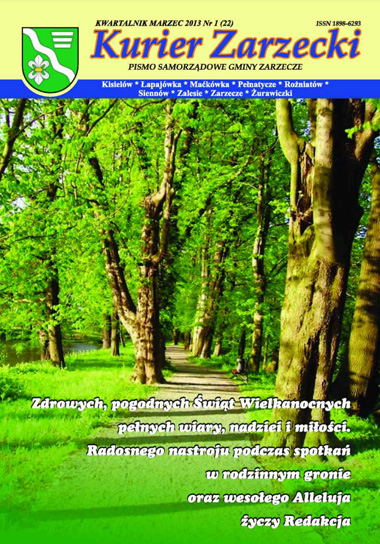 KWARTALNIK MARZEC 2013 Nr 1 (22)
ISSN 1898-6293
Kurier Zarzecki
PISMO SAMORZĄDOWE GMINY ZARZECZE
Kisielów * Łapajówka * Maćkówka * Pełnatycze * Rożniatów *
Siennów * Zalesie * Zarzecze * Żurawiczki
Zdrowych, pogodnych Świąt Wielkanocnych
pełnych wiary, nadziei i miłości.
Radosnego nastroju podczas spotkań
w rodzinnym gronie
oraz wesołego Alleluja
życzy Redakcja